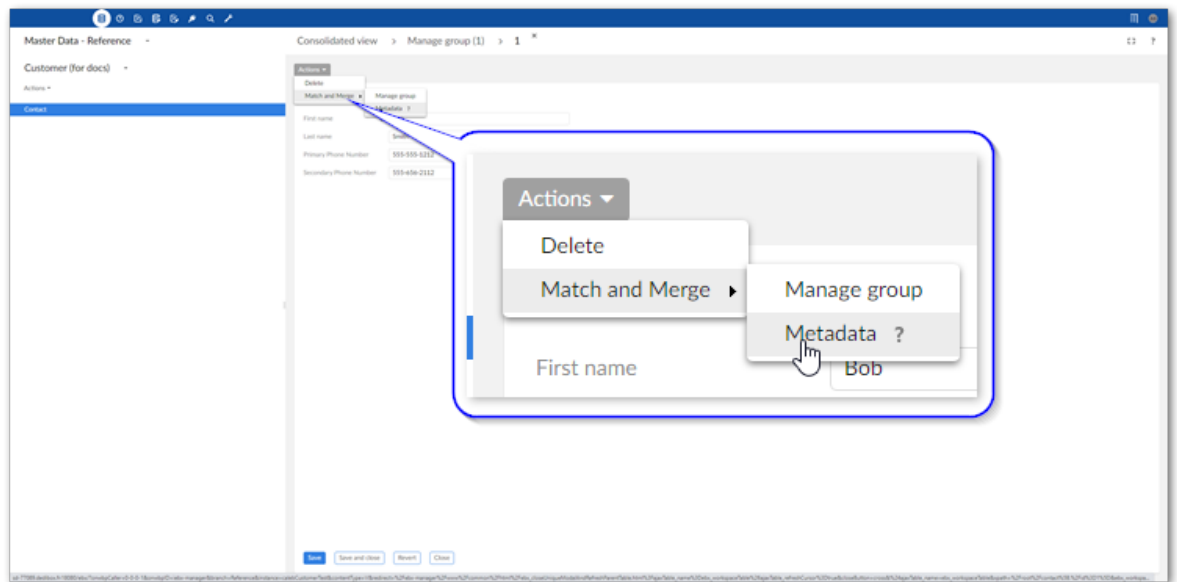 Master Data - Reference
Consolidated view > Manage group (1) > 1 ×
?
Customer (for docs)
Actions
Contact
Actions
Delete
Match and Merge
Manage group
Metadata ?
First name
Last name
Smith
Primary Phone Number
555-555-1212
Secondary Phone Number
555-656-2112
Actions
Delete
Match and Merge
Manage group
Metadata ?
First name
Bob
Save
Save and close
Revert
Close